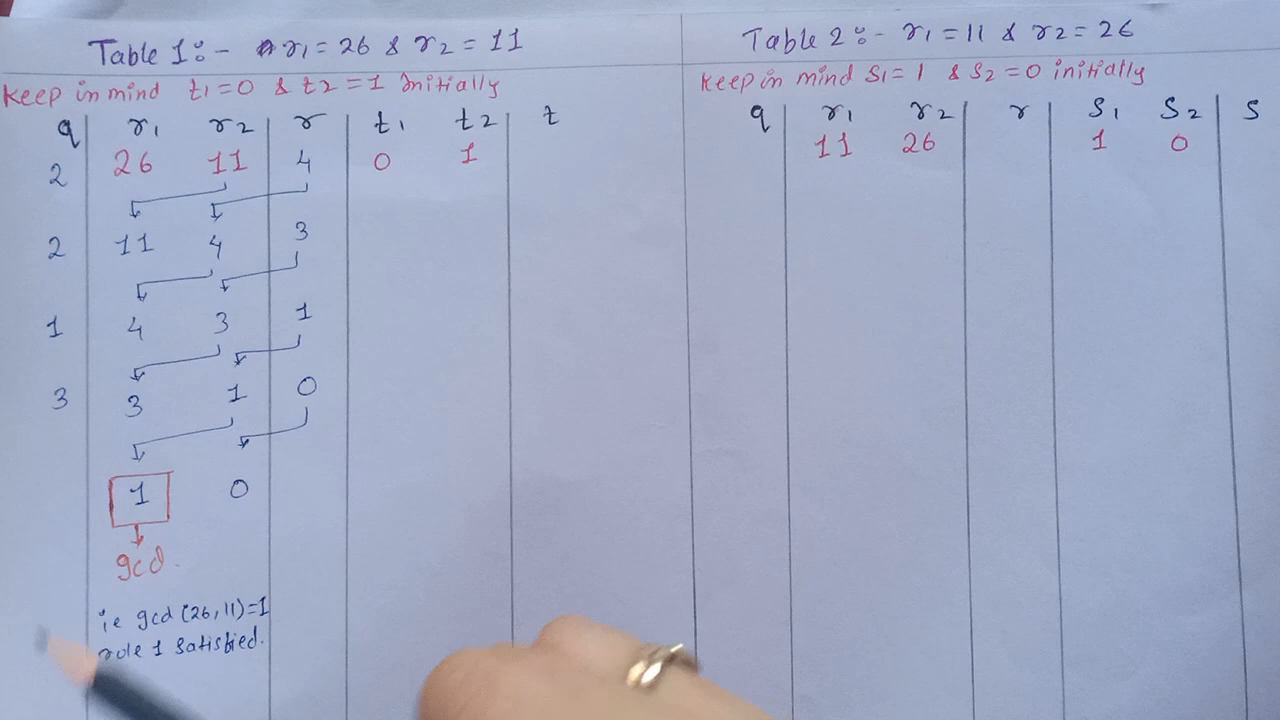 Table 1:- r1 = 26 & r2 = 11
Keep in mind t1 = 0 & t2 = 1 Initially
q r1 r2 r t1 t2 t
2 26 11 4 0 1
2 11 4 3
1 4 3 1
3 3 1 0
1 0
gcd.
ie gcd (26, 11) = 1
rule 1 satisfied.
Table 2:- r1 = 11 & r2 = 26
Keep in mind S1 = 1 & S2 = 0 initially
q r1 r2 r S1 S2 S
11 26 1 0